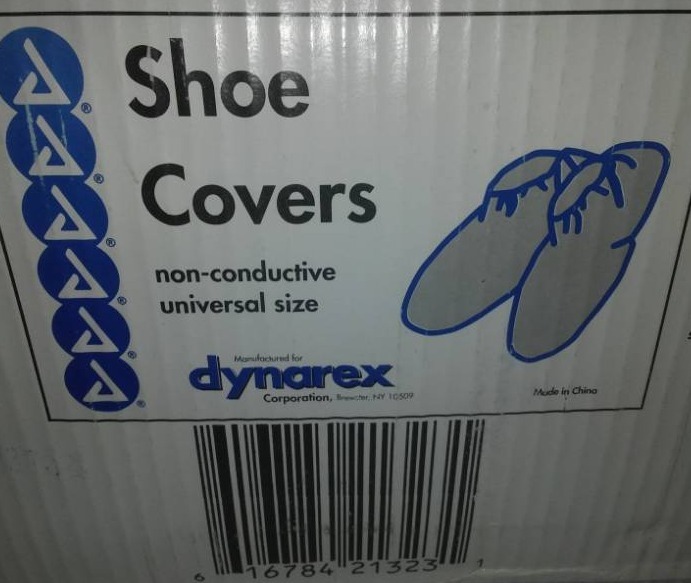 Shoe
Covers
non-conductive
universal size
Manufactured for
dynarex
Corporation, Brewster, NY 10509
Made in China
6 16784 21323 1